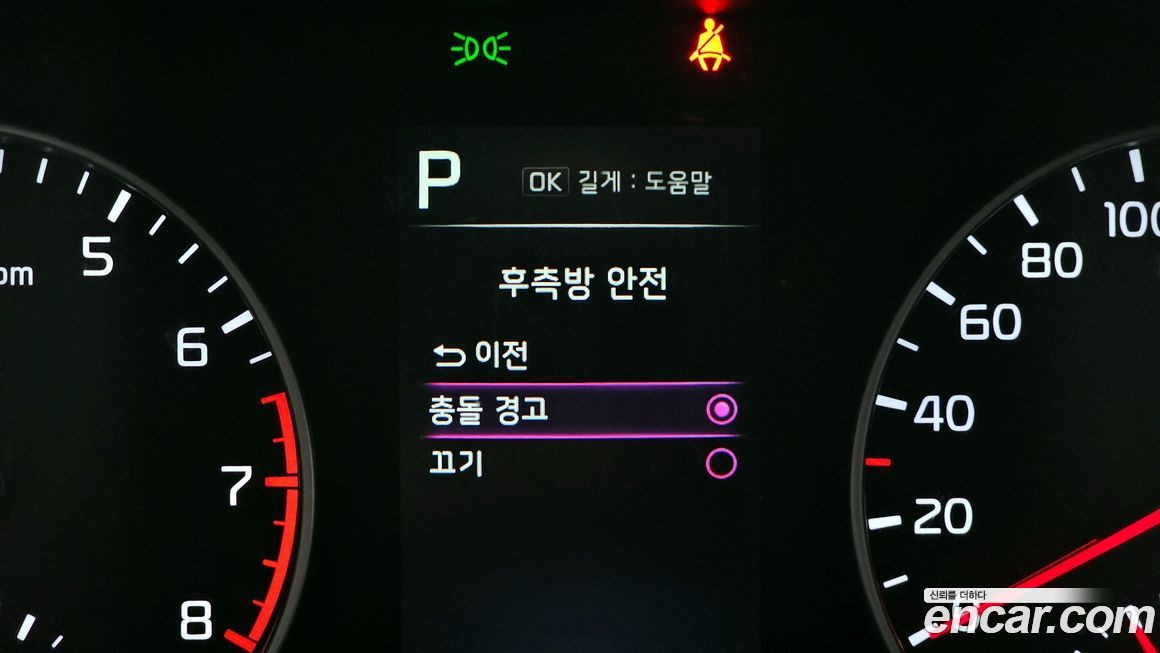 P
OK 길게 : 도움말
후측방 안전
이전
충돌 경고
끄기
5
6
7
8
100
80
60
40
20
0
신뢰를 더하다
encar.com